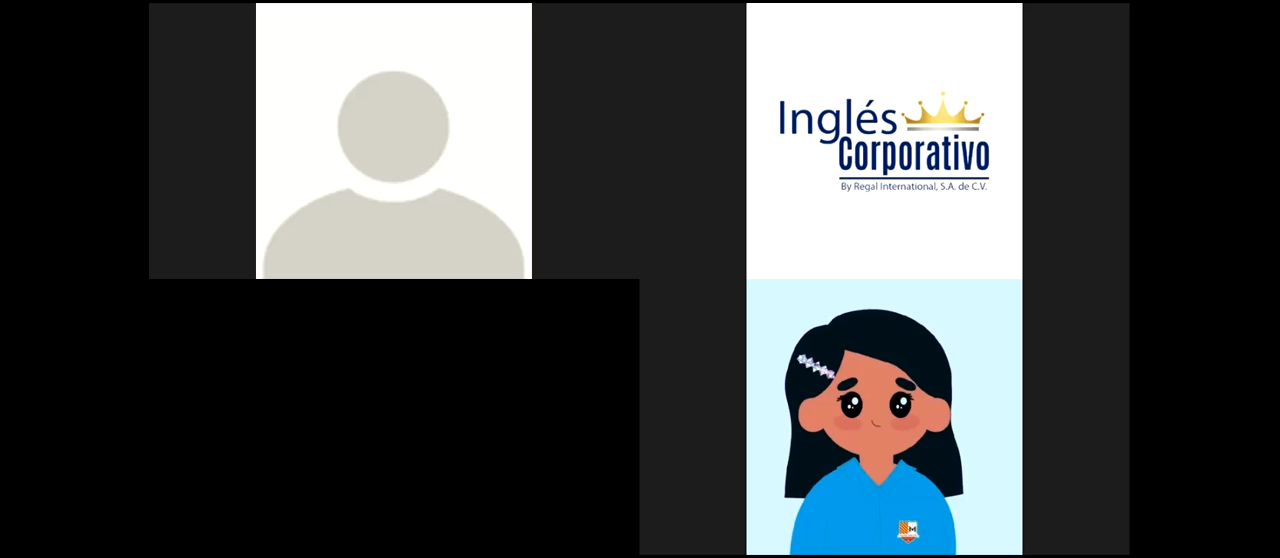 Inglés
Corporativo
By Regal International, S.A. de C.V.
M